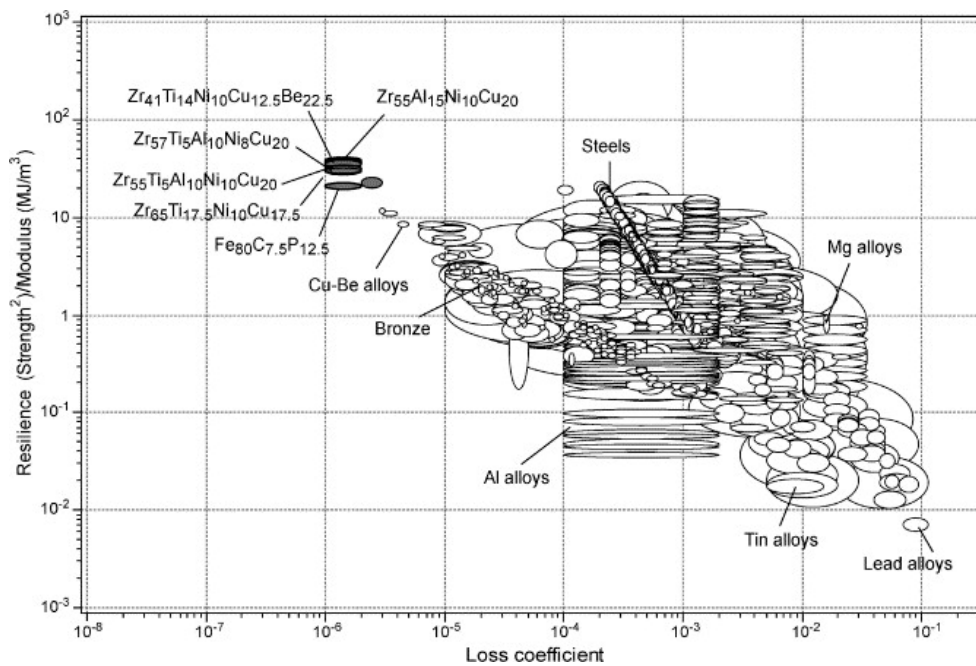 Resilience (Strength²)/Modulus (MJ/m³)
10³
10²
10
1
10⁻¹
10⁻²
10⁻³
Zr₄₁Ti₁₄Ni₁₀Cu₁₂.₅Be₂₂.₅
Zr₅₅Al₁₅Ni₁₀Cu₂₀
Zr₅₇Ti₅Al₁₀Ni₈Cu₂₀
Zr₅₅Ti₅Al₁₀Ni₁₀Cu₂₀
Zr₆₅Ti₁₇.₅Ni₁₀Cu₁₇.₅
Fe₈₀C₇.₅P₁₂.₅
Steels
Mg alloys
Cu-Be alloys
Bronze
Al alloys
Tin alloys
Lead alloys
10⁻⁸
10⁻⁷
10⁻⁶
10⁻⁵
10⁻⁴
10⁻³
10⁻²
10⁻¹
Loss coefficient